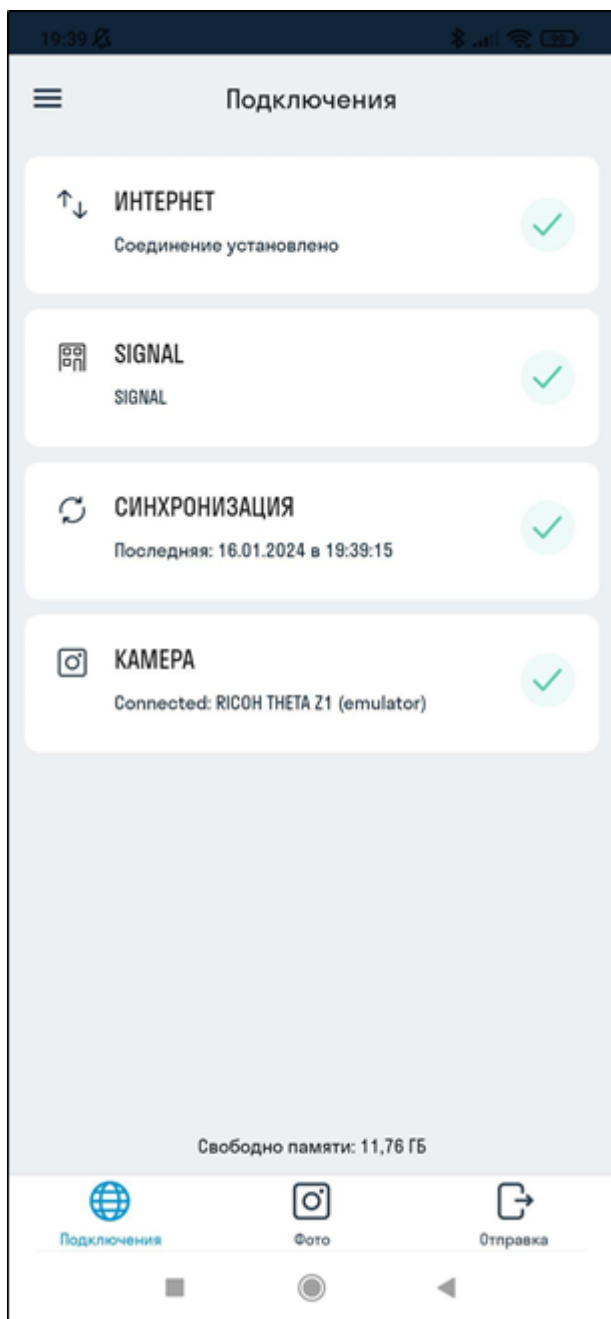 19:39
Подключения
ИНТЕРНЕТ
Соединение установлено
SIGNAL
SIGNAL
СИНХРОНИЗАЦИЯ
Последняя: 16.01.2024 в 19:39:15
КАМЕРА
Connected: RICOH THETA Z1 (emulator)
Свободно памяти: 11,76 ГБ
Подключения Фото Отправка